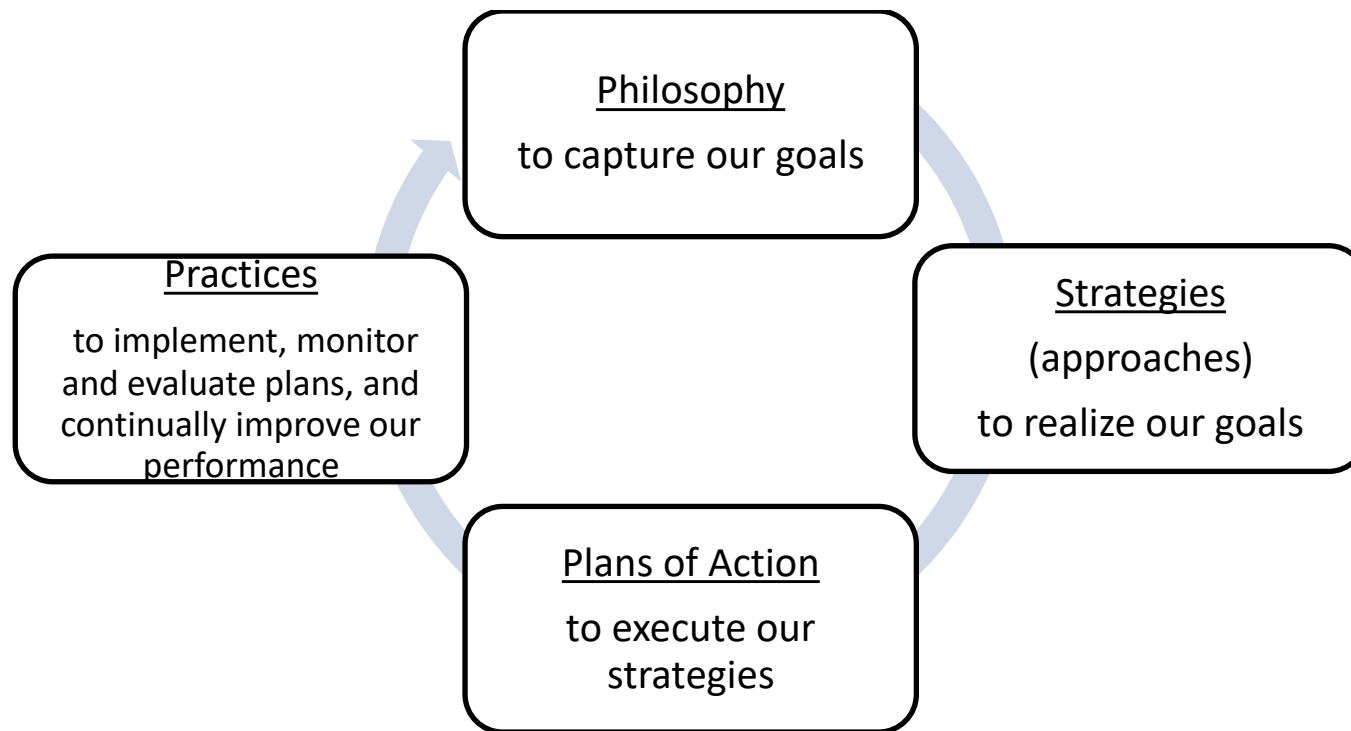 Philosophy
to capture our goals
Strategies
(approaches)
to realize our goals
Plans of Action
to execute our
strategies
Practices
to implement, monitor
and evaluate plans, and
continually improve our
performance